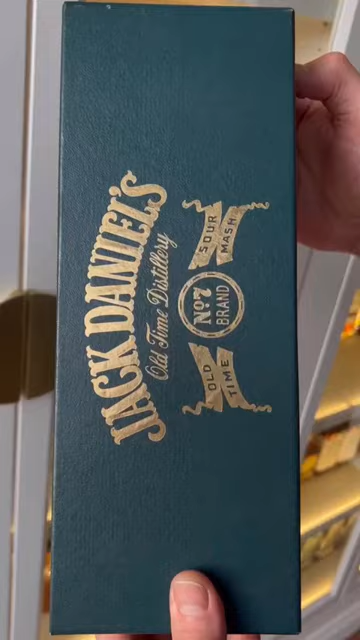 JACK DANIEL'S
Old Time Distillery
OLD TIME
No. 7 BRAND
SOUR MASH